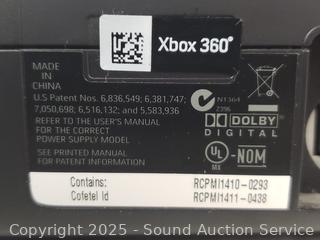 Xbox 360
MADE IN
CHINA
U.S Patent Nos. 6,836,549; 6,381,747;
7,050,698; 6,516,132; and 5,583,936
REFER TO THE USER'S MANUAL
FOR THE CORRECT
POWER SUPPLY MODEL
SEE PRINTED MANUAL
FOR PATENT INFORMATION
N1364
Z396
DOLBY
DIGITAL
UL
MX
-NOM
Contains: RCPMI1410-0293
Cofetel id RCPMI1411-0438
Copyright 2025 - Sound Auction Service